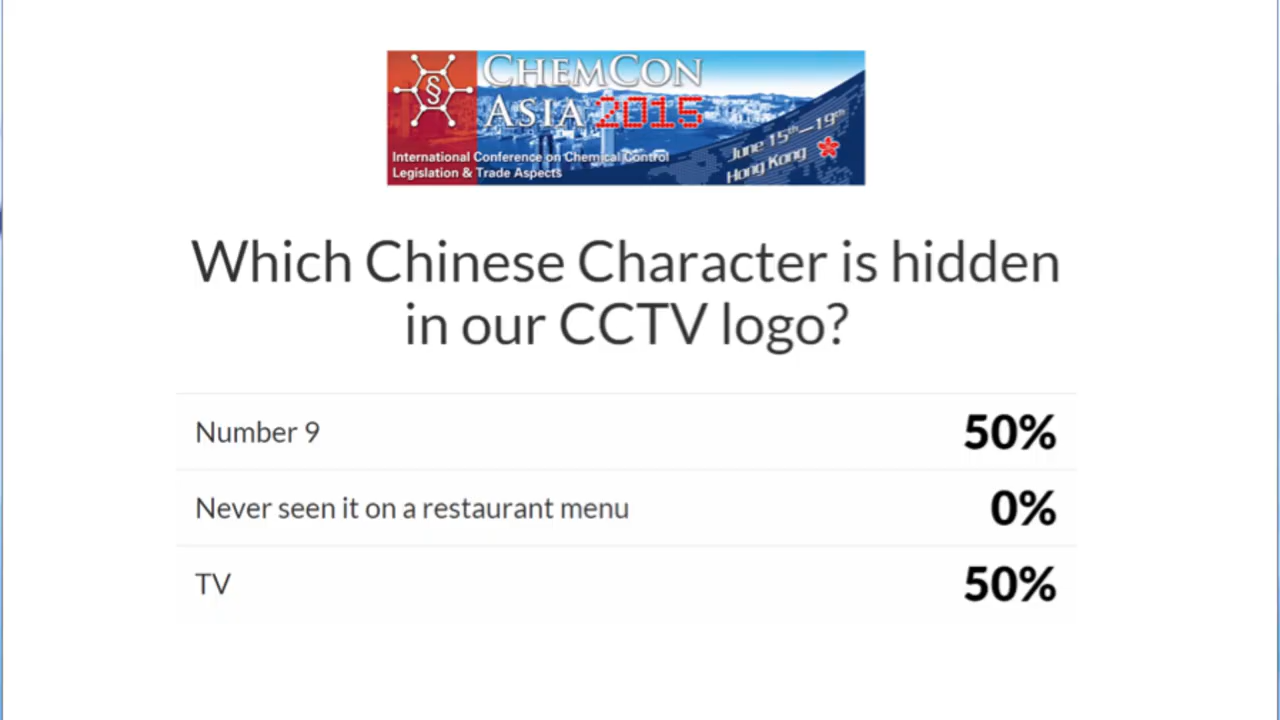 CHEMCON
ASIA 2015
§
International Conference on Chemical Control
Legislation & Trade Aspects
June 15th—19th
Hong Kong
Which Chinese Character is hidden
in our CCTV logo?
Number 9 50%
Never seen it on a restaurant menu 0%
TV 50%